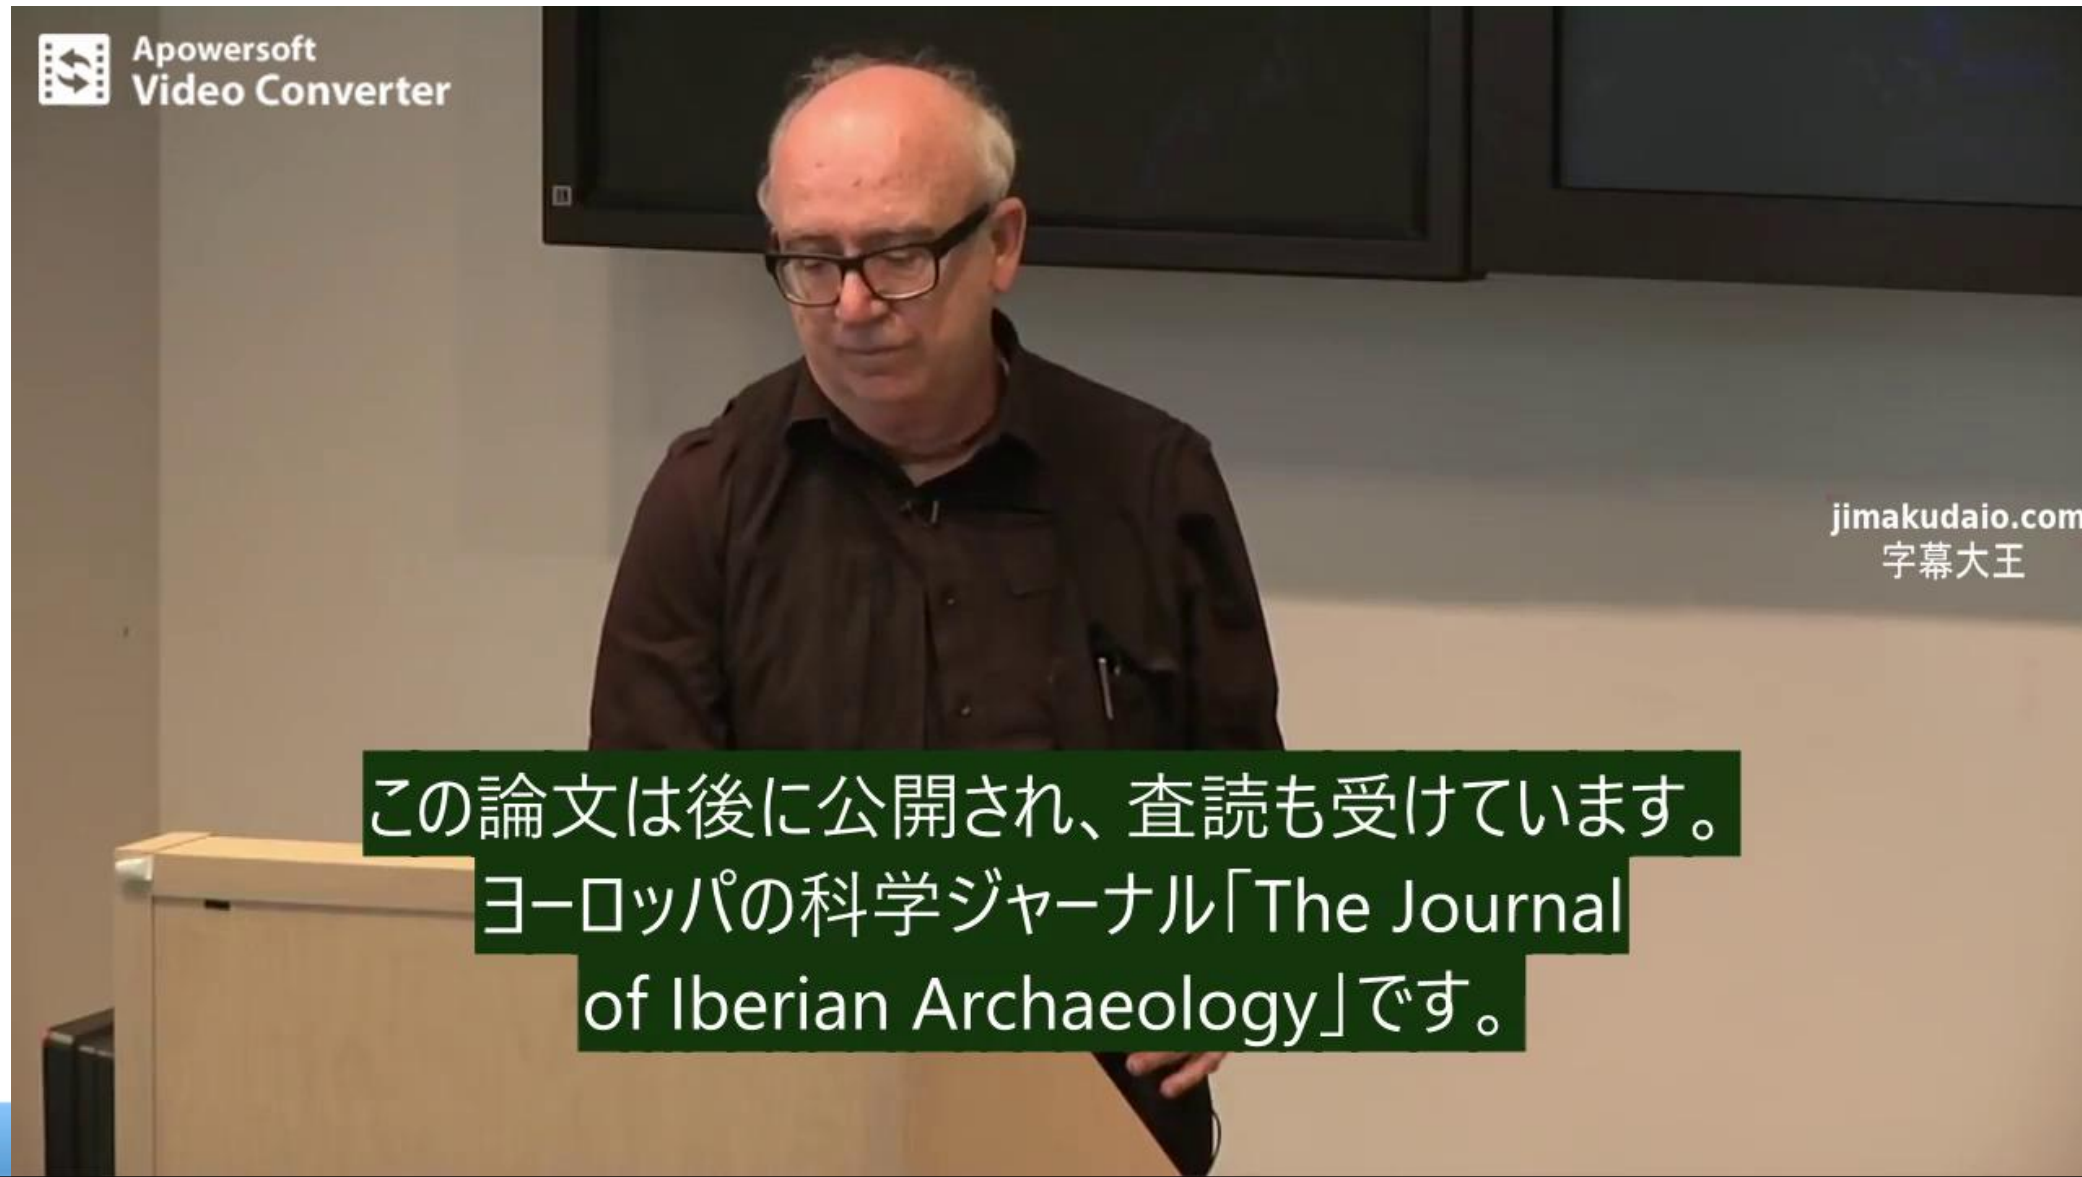 Apowersoft
Video Converter
jimakudaio.com
字幕大王
この論文は後に公開され、査読も受けています。
ヨーロッパの科学ジャーナル「The Journal
of Iberian Archaeology」です。